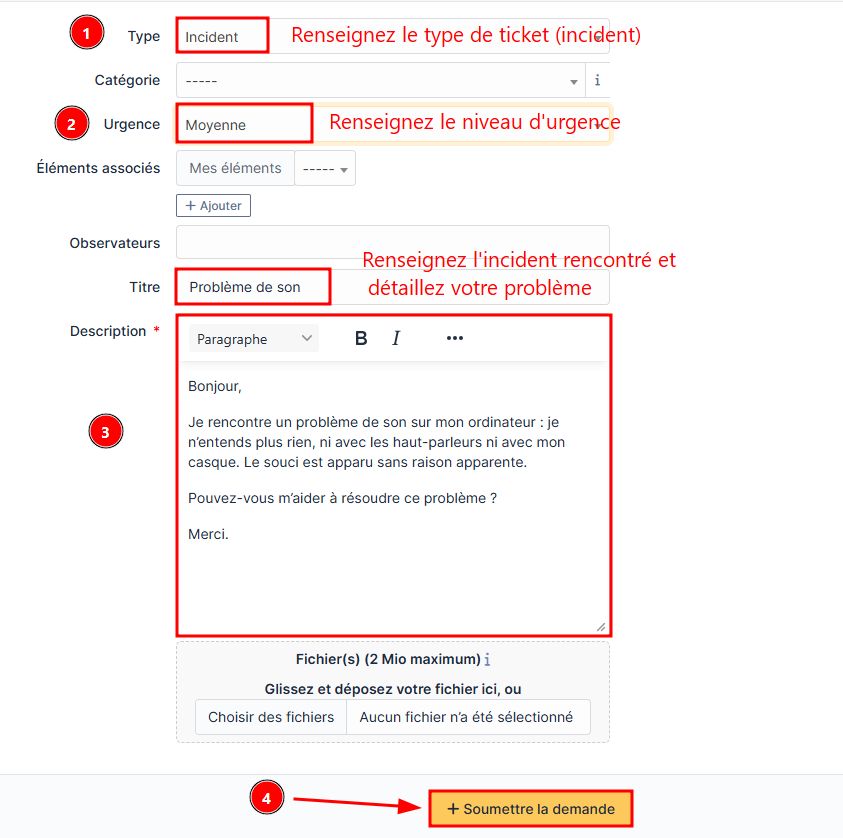 1 Type Incident Renseignez le type de ticket (incident)
Catégorie ----- i
2 Urgence Moyenne Renseignez le niveau d'urgence
Éléments associés Mes éléments -----
+ Ajouter
Observateurs
Renseignez l'incident rencontré et
détaillez votre problème
Titre Problème de son
Description *
Paragraphe B I •••
Bonjour,
Je rencontre un problème de son sur mon ordinateur : je
n’entends plus rien, ni avec les haut-parleurs ni avec mon
casque. Le souci est apparu sans raison apparente.
3
Pouvez-vous m’aider à résoudre ce problème ?
Merci.
Fichier(s) (2 Mio maximum) i
Glissez et déposez votre fichier ici, ou
Choisir des fichiers Aucun fichier n’a été sélectionné
4 + Soumettre la demande